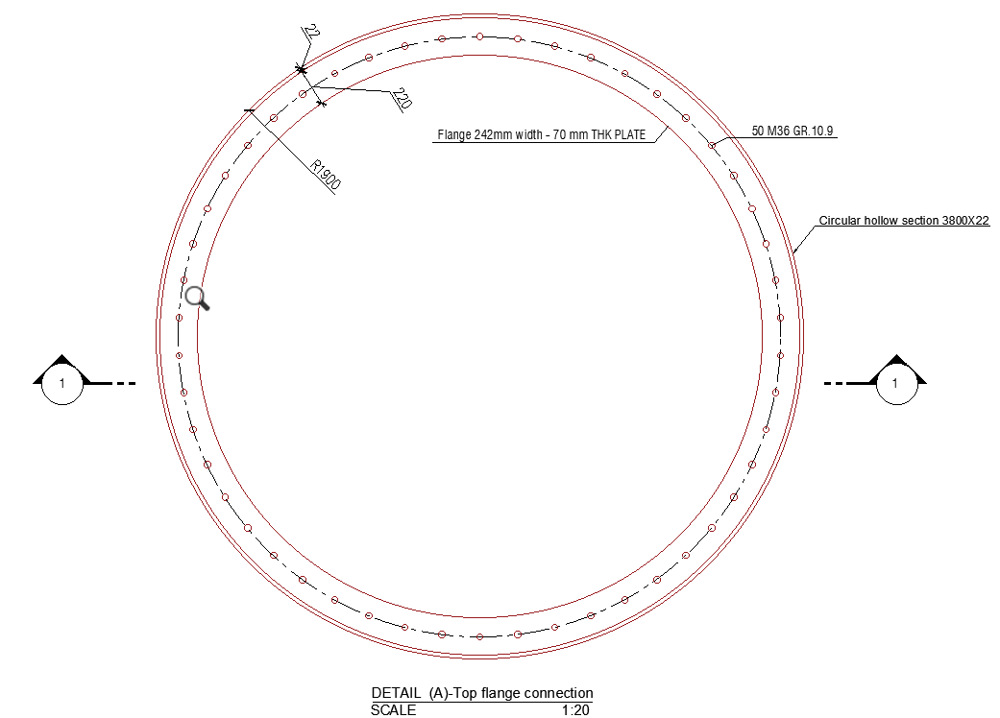 22
220
Flange 242mm width - 70 mm THK PLATE
50 M36 GR.10.9
R1900
Circular hollow section 3800X22
1
1
DETAIL (A)-Top flange connection
SCALE 1:20